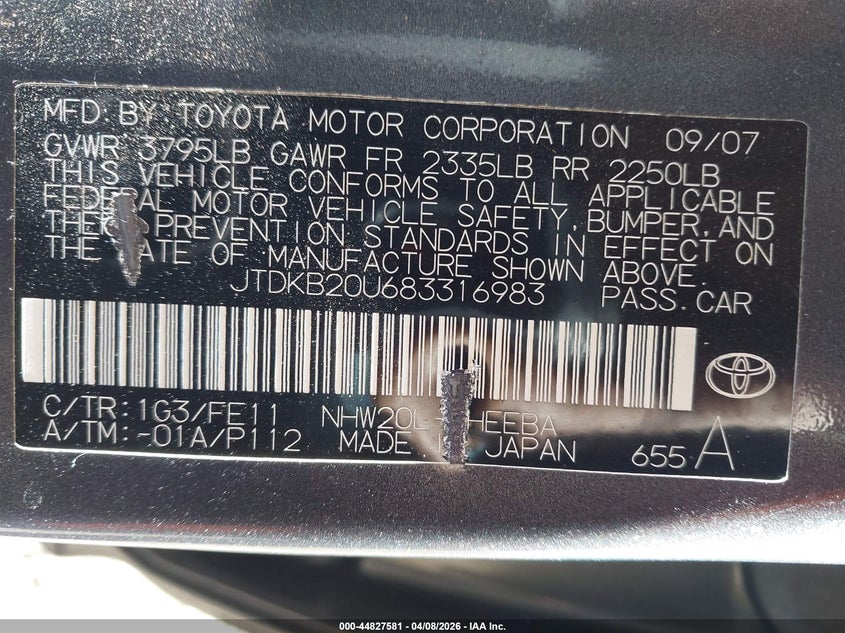 MFD. BY: TOYOTA MOTOR CORPORATION 09/07
GVWR 3795LB GAWR FR 2335LB RR 2250LB
THIS VEHICLE CONFORMS TO ALL APPLICABLE
FEDERAL MOTOR VEHICLE SAFETY, BUMPER, AND
THEFT PREVENTION STANDARDS IN EFFECT ON
THE DATE OF MANUFACTURE SHOWN ABOVE.
JTDKB20U683316983 PASS. CAR
C/TR: 1G3/FE11 NHW20L- HEEBA
A/TM: -01A/P112 MADE JAPAN 655 A
000-44827581 | 04/08/2026 - IAA Inc.